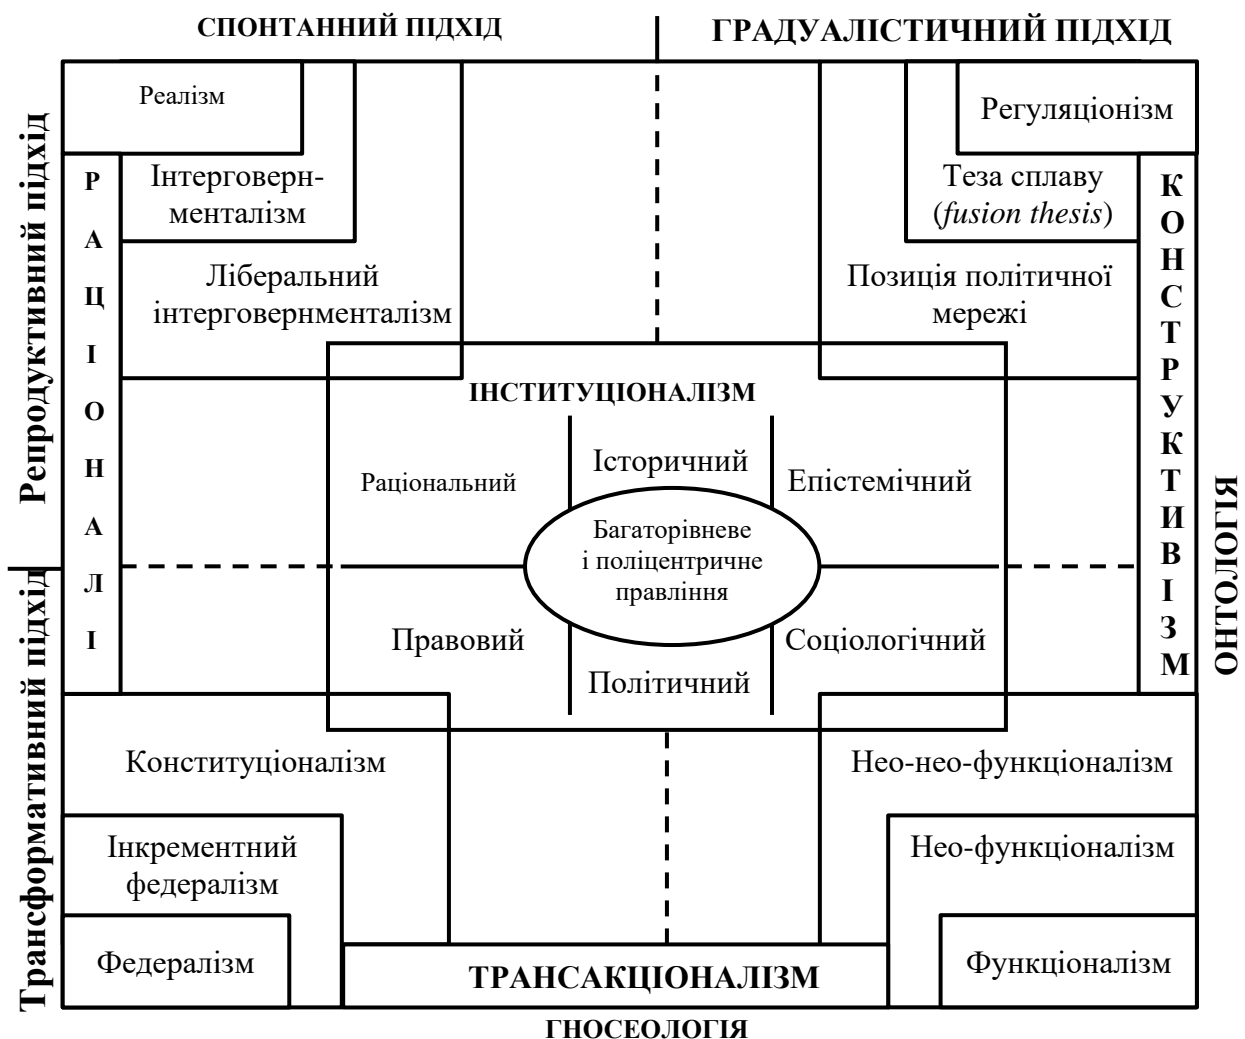 СПОНТАННИЙ ПІДХІД
ГРАДУАЛІСТИЧНИЙ ПІДХІД
Репродуктивний підхід
Трансформативний підхід
Реалізм
Регуляціонізм
РАЦІОНАЛІ
Інтерговерн-
менталізм
Теза сплаву
(fusion thesis)
КОНСТРУКТИВІЗМ
Ліберальний
інтерговернменталізм
Позиція політичної
мережі
ІНСТИТУЦІОНАЛІЗМ
Раціональний
Історичний
Епістемічний
Багаторівневе
і поліцентричне
правління
Правовий
Політичний
Соціологічний
ОНТОЛОГІЯ
Конституціоналізм
Нео-нео-функціоналізм
Інкрементний
федералізм
Нео-функціоналізм
Федералізм
ТРАНСАКЦІОНАЛІЗМ
Функціоналізм
ГНОСЕОЛОГІЯ